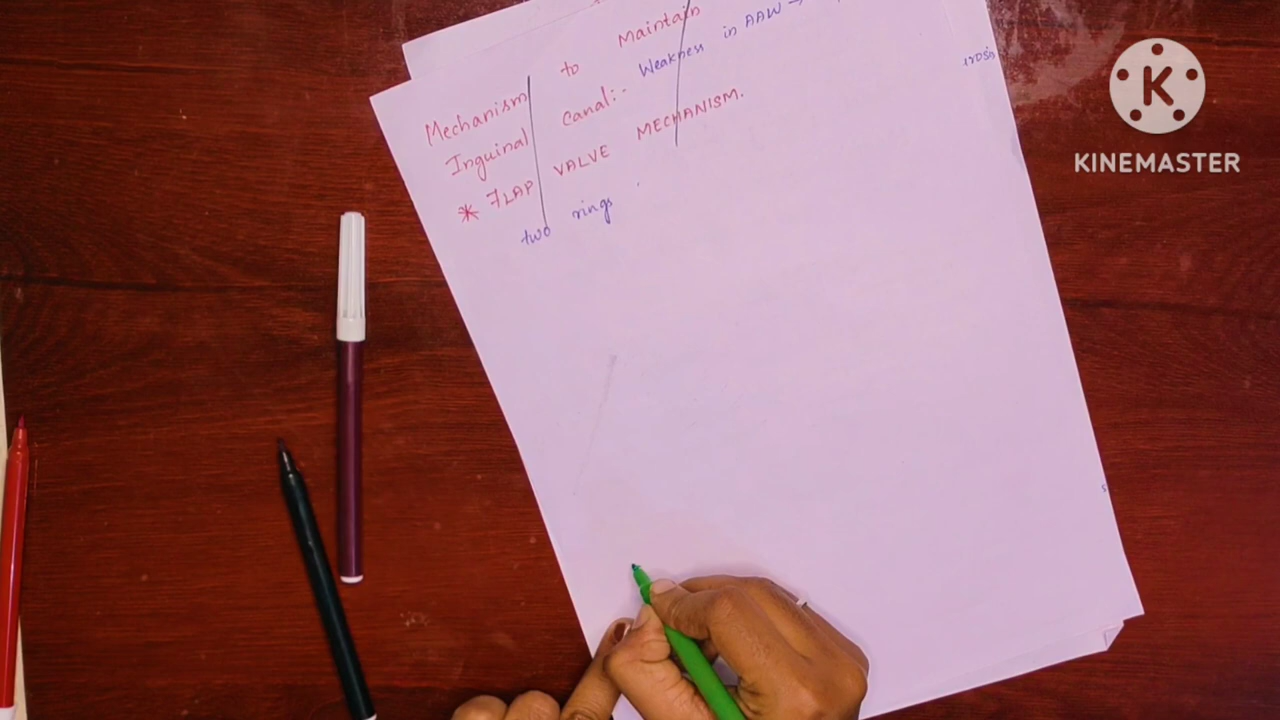 Mechanism to Maintain
Inguinal Canal:- Weakness in AAW →
* FLAP VALVE MECHANISM.
two rings
KINEMASTER